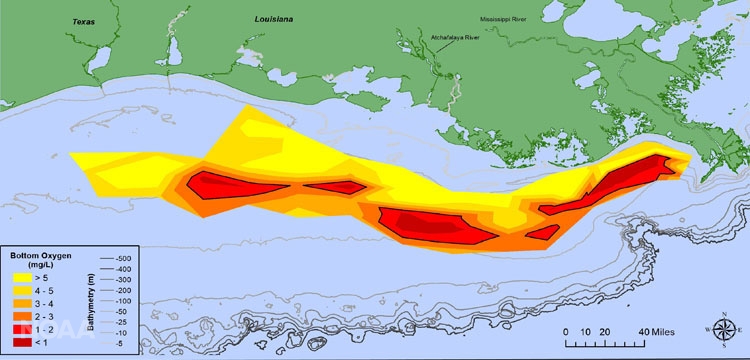 Texas
Louisiana
Mississippi River
Atchafalaya River
Bottom Oxygen
(mg/L)
> 5
4 - 5
3 - 4
2 - 3
1 - 2
< 1
NOAA
Bathymetry (m)
-500
-400
-300
-200
-100
-50
-25
-10
-5
0 10 20 40 Miles
N
W E
S